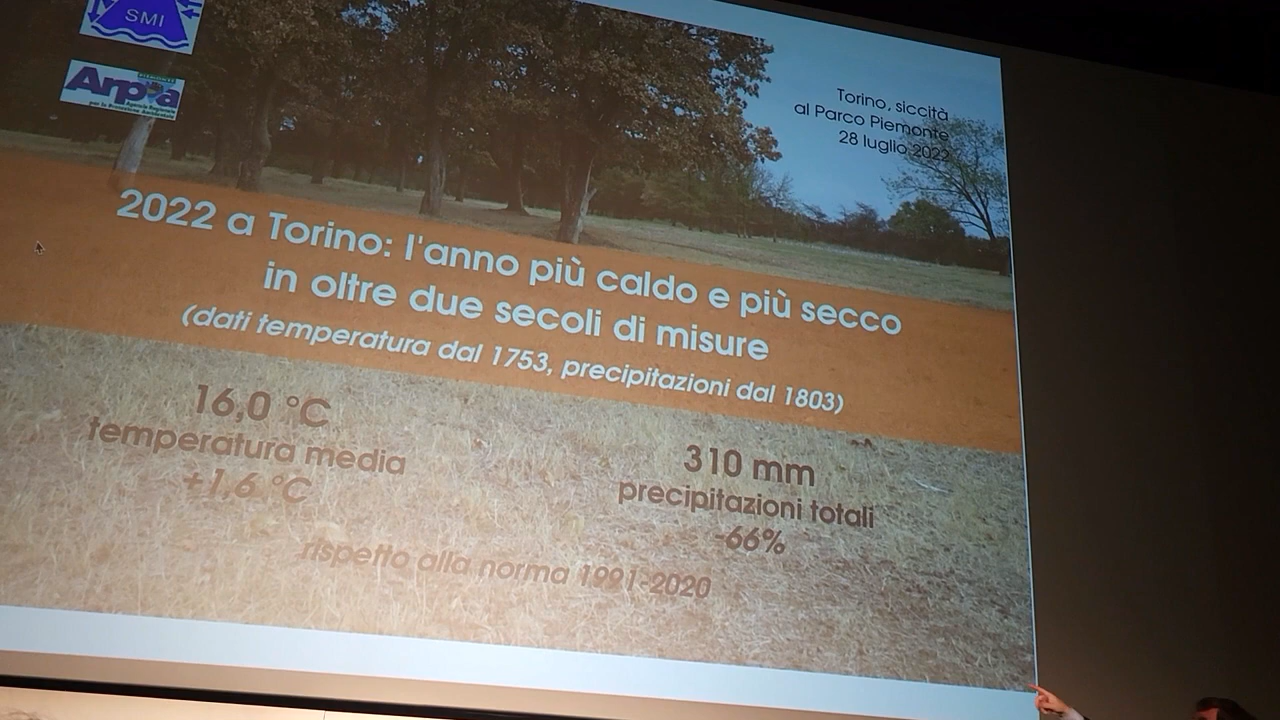 SMI
Arpa
Torino, siccità
al Parco Piemonte
28 luglio 2022
2022 a Torino: l'anno più caldo e più secco
in oltre due secoli di misure
(dati temperatura dal 1753, precipitazioni dal 1803)
16,0 °C
temperatura media
+1,6 °C
310 mm
precipitazioni totali
-66%
rispetto alla norma 1991-2020